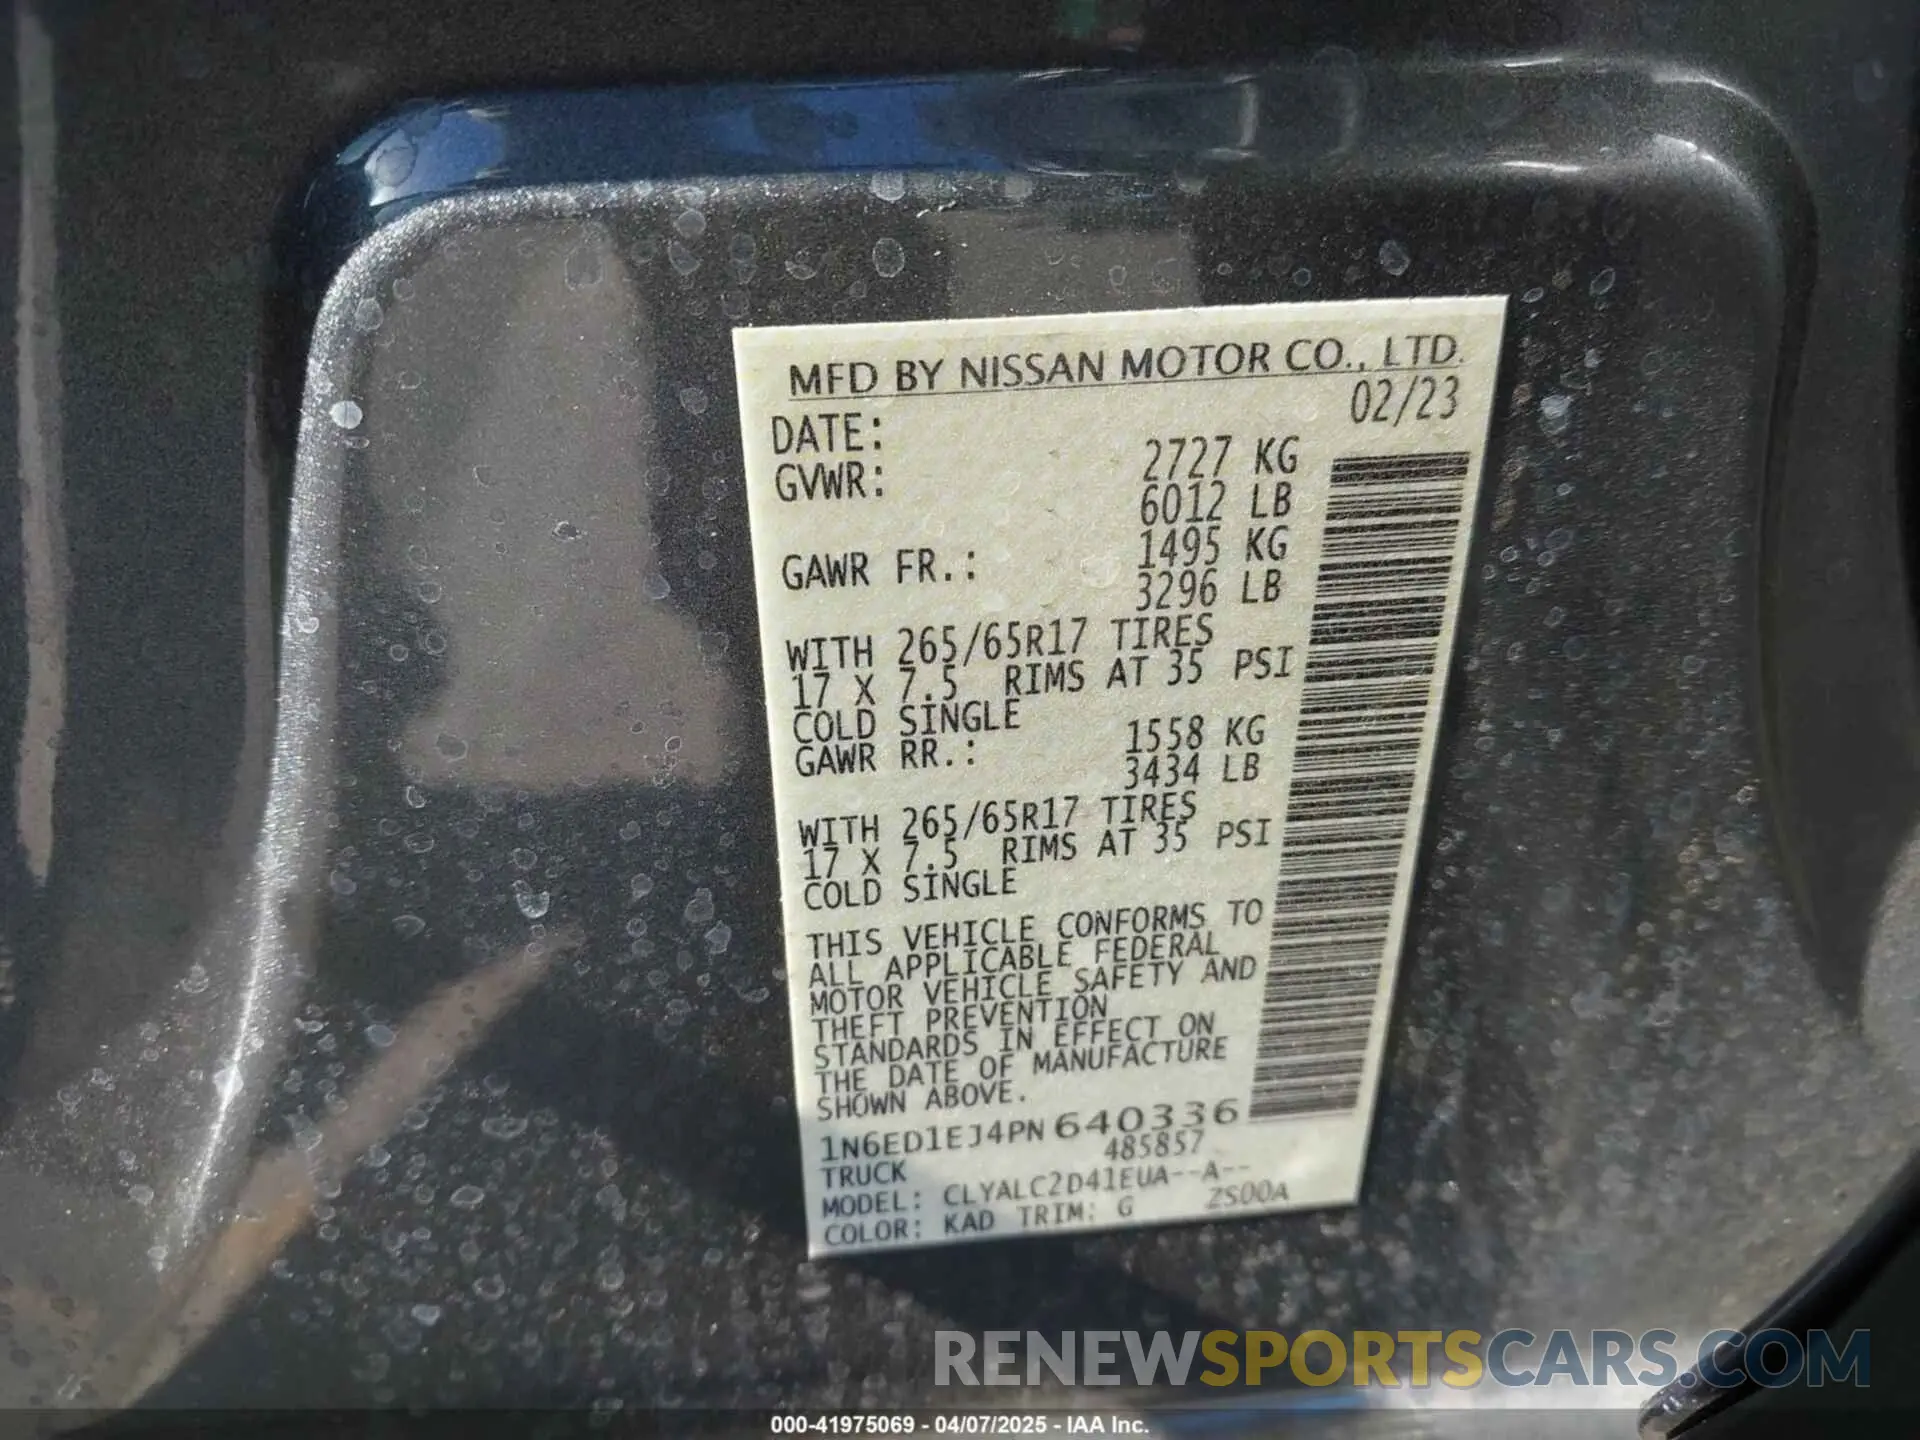 MFD BY NISSAN MOTOR CO., LTD.
DATE: 02/23
GVWR: 2727 KG
6012 LB
GAWR FR.: 1495 KG
3296 LB
WITH 265/65R17 TIRES
17 X 7.5 RIMS AT 35 PSI
COLD SINGLE
GAWR RR.: 1558 KG
3434 LB
WITH 265/65R17 TIRES
17 X 7.5 RIMS AT 35 PSI
COLD SINGLE
THIS VEHICLE CONFORMS TO
ALL APPLICABLE FEDERAL
MOTOR VEHICLE SAFETY AND
THEFT PREVENTION
STANDARDS IN EFFECT ON
THE DATE OF MANUFACTURE
SHOWN ABOVE.
1N6ED1EJ4PN640336
TRUCK 485857
MODEL: CLYALC2D41EUA--A--
COLOR: KAD TRIM: G ZS00A
RENEWSPORTSCARS.COM
000-41975069 - 04/07/2025 - IAA Inc.